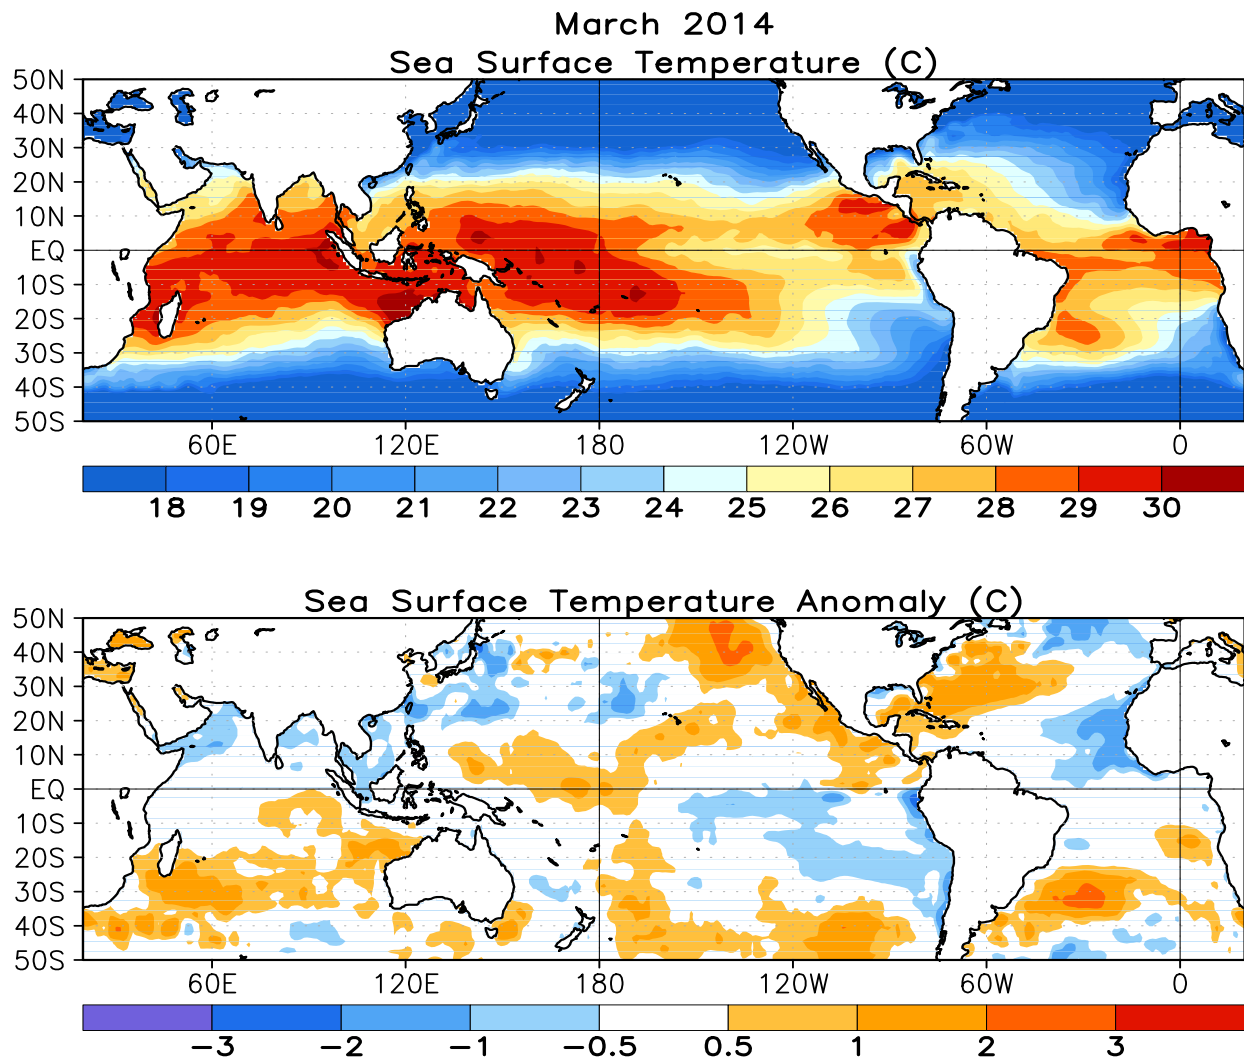 March 2014
Sea Surface Temperature (C)
50N
40N
30N
20N
10N
EQ
10S
20S
30S
40S
50S
60E 120E 180 120W 60W 0
18 19 20 21 22 23 24 25 26 27 28 29 30
Sea Surface Temperature Anomaly (C)
50N
40N
30N
20N
10N
EQ
10S
20S
30S
40S
50S
60E 120E 180 120W 60W 0
−3 −2 −1 −0.5 0.5 1 2 3